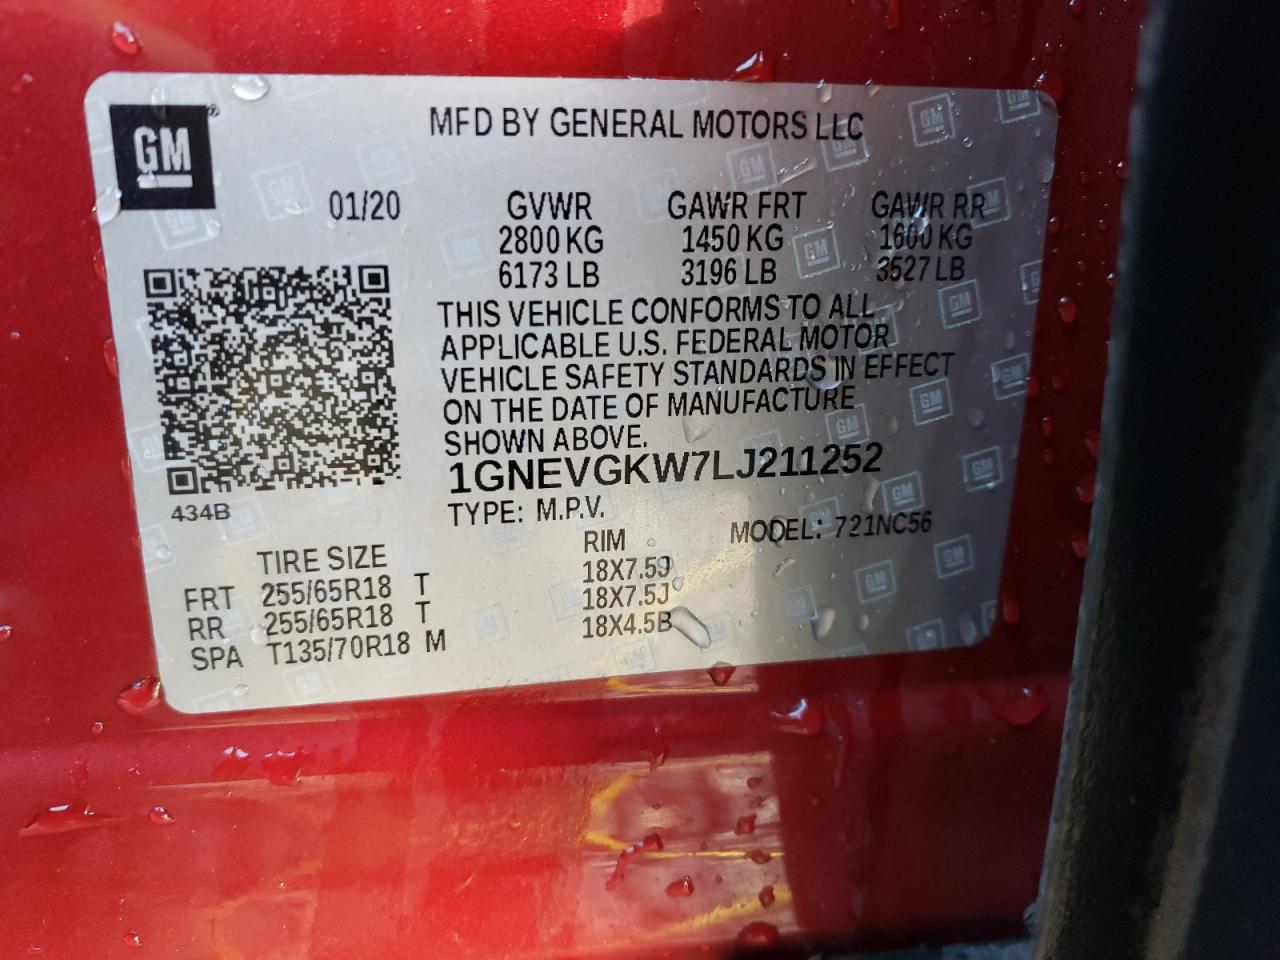 GM
MFD BY GENERAL MOTORS LLC
01/20 GVWR GAWR FRT GAWR RR
2800 KG 1450 KG 1600 KG
6173 LB 3196 LB 3527 LB
THIS VEHICLE CONFORMS TO ALL
APPLICABLE U.S. FEDERAL MOTOR
VEHICLE SAFETY STANDARDS IN EFFECT
ON THE DATE OF MANUFACTURE
SHOWN ABOVE.
1GNEVGKW7LJ211252
434B
TYPE: M.P.V. MODEL: 721NC56
TIRE SIZE RIM
FRT 255/65R18 T 18X7.5J
RR 255/65R18 T 18X7.5J
SPA T135/70R18 M 18X4.5B